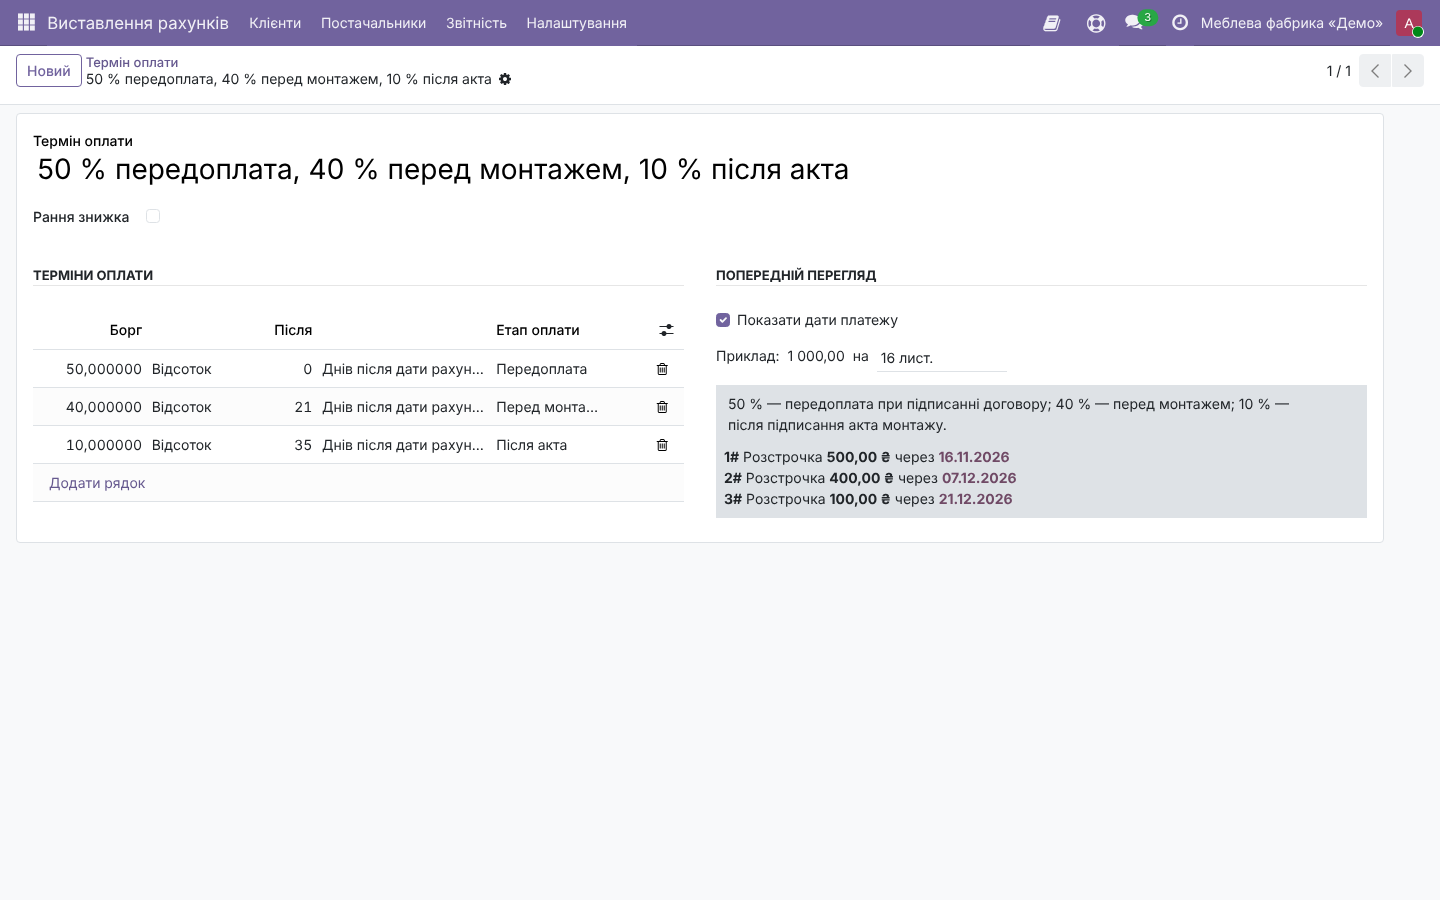 Виставлення рахунків Клієнти Постачальники Звітність Налаштування 3 Меблева фабрика «Демо» A
Новий
Термін оплати
50 % передоплата, 40 % перед монтажем, 10 % після акта
1 / 1
Термін оплати
50 % передоплата, 40 % перед монтажем, 10 % після акта
Рання знижка
ТЕРМІНИ ОПЛАТИ
Борг Після Етап оплати
50,000000 Відсоток 0 Днів після дати рахун... Передоплата
40,000000 Відсоток 21 Днів після дати рахун... Перед монта...
10,000000 Відсоток 35 Днів після дати рахун... Після акта
Додати рядок
ПОПЕРЕДНІЙ ПЕРЕГЛЯД
Показати дати платежу
Приклад: 1 000,00 на 16 лист.
50 % — передоплата при підписанні договору; 40 % — перед монтажем; 10 % —
після підписання акта монтажу.
1# Розстрочка 500,00 ₴ через 16.11.2026
2# Розстрочка 400,00 ₴ через 07.12.2026
3# Розстрочка 100,00 ₴ через 21.12.2026